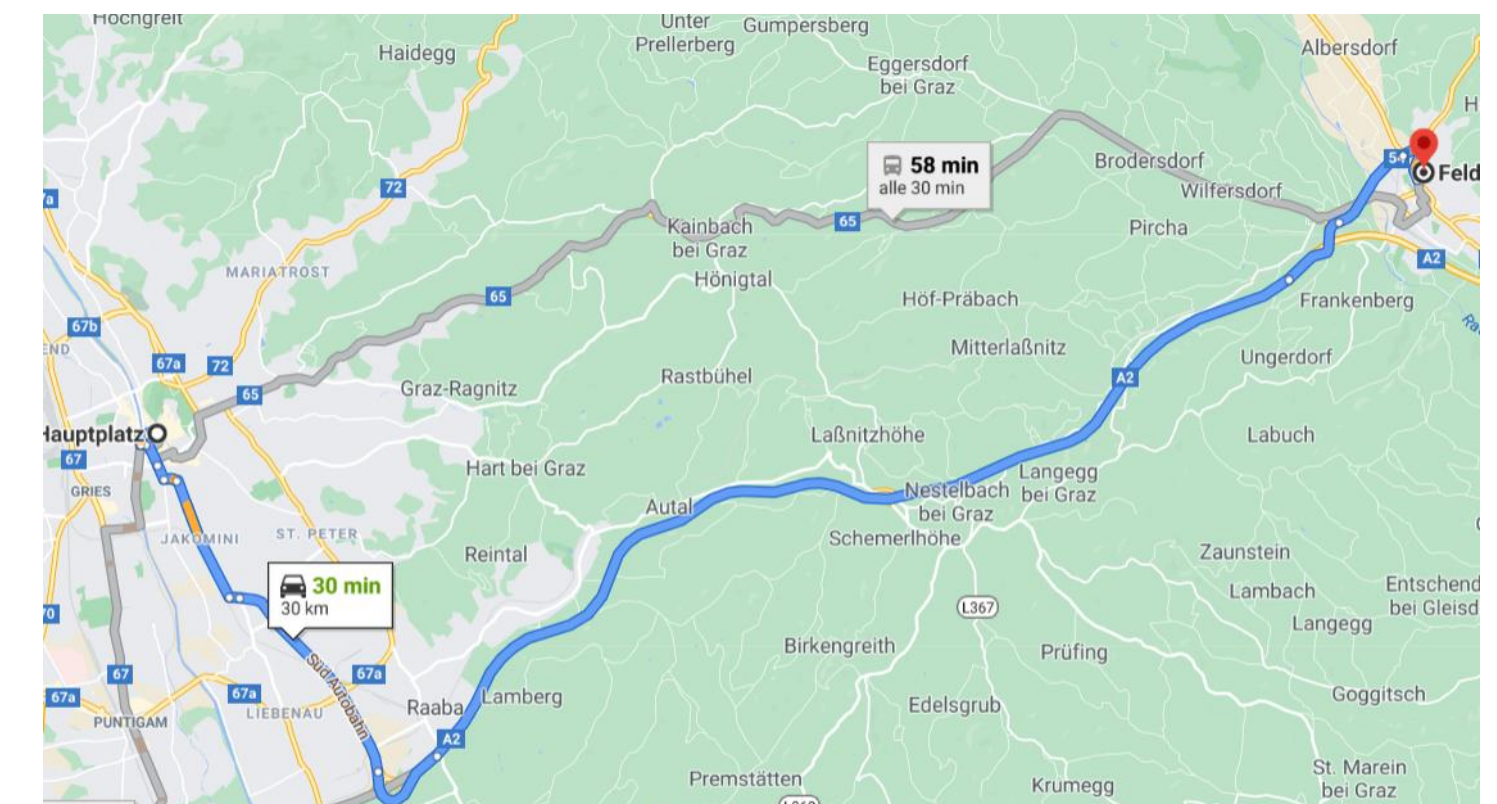 Hochgreit
Unter
Prellerberg
Gumpersberg
Haidegg
Eggersdorf
bei Graz
Albersdorf
58 min
alle 30 min
Brodersdorf
Wilfersdorf
54
Feld
72
7a
65
Kainbach
bei Graz
Pircha
A2
MARIATROST
Hönigtal
65
Höf-Präbach
Frankenberg
67b
END
67a
72
Mitterlaßnitz
Ungerdorf
65
Graz-Ragnitz
Rastbühel
A2
Hauptplatz
67
Laßnitzhöhe
Labuch
GRIES
Hart bei Graz
Langegg
bei Graz
Nestelbach
bei Graz
Autal
JAKOMINI
ST. PETER
Schemerlhöhe
Reintal
Zaunstein
30 min
30 km
Lambach
Entschend
bei Gleisd
L367
Langegg
70
Birkengreith
Prüfing
Süd Autobahn
67
67a
67a
67a
Lamberg
Goggitsch
PUNTIGAM
LIEBENAU
Raaba
Edelsgrub
A2
Premstätten
Krumegg
St. Marein
bei Graz